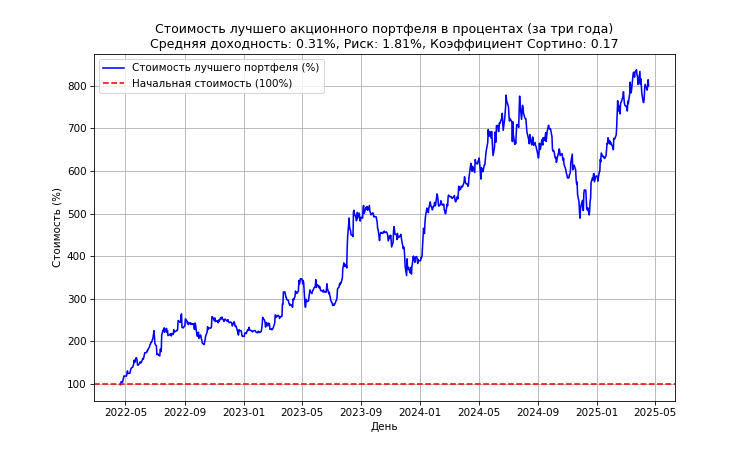 Стоимость лучшего акционного портфеля в процентах (за три года)
Средняя доходность: 0.31%, Риск: 1.81%, Коэффициент Сортино: 0.17
Стоимость лучшего портфеля (%)
Начальная стоимость (100%)
Стоимость (%)
800
700
600
500
400
300
200
100
2022-05 2022-09 2023-01 2023-05 2023-09 2024-01 2024-05 2024-09 2025-01 2025-05
День